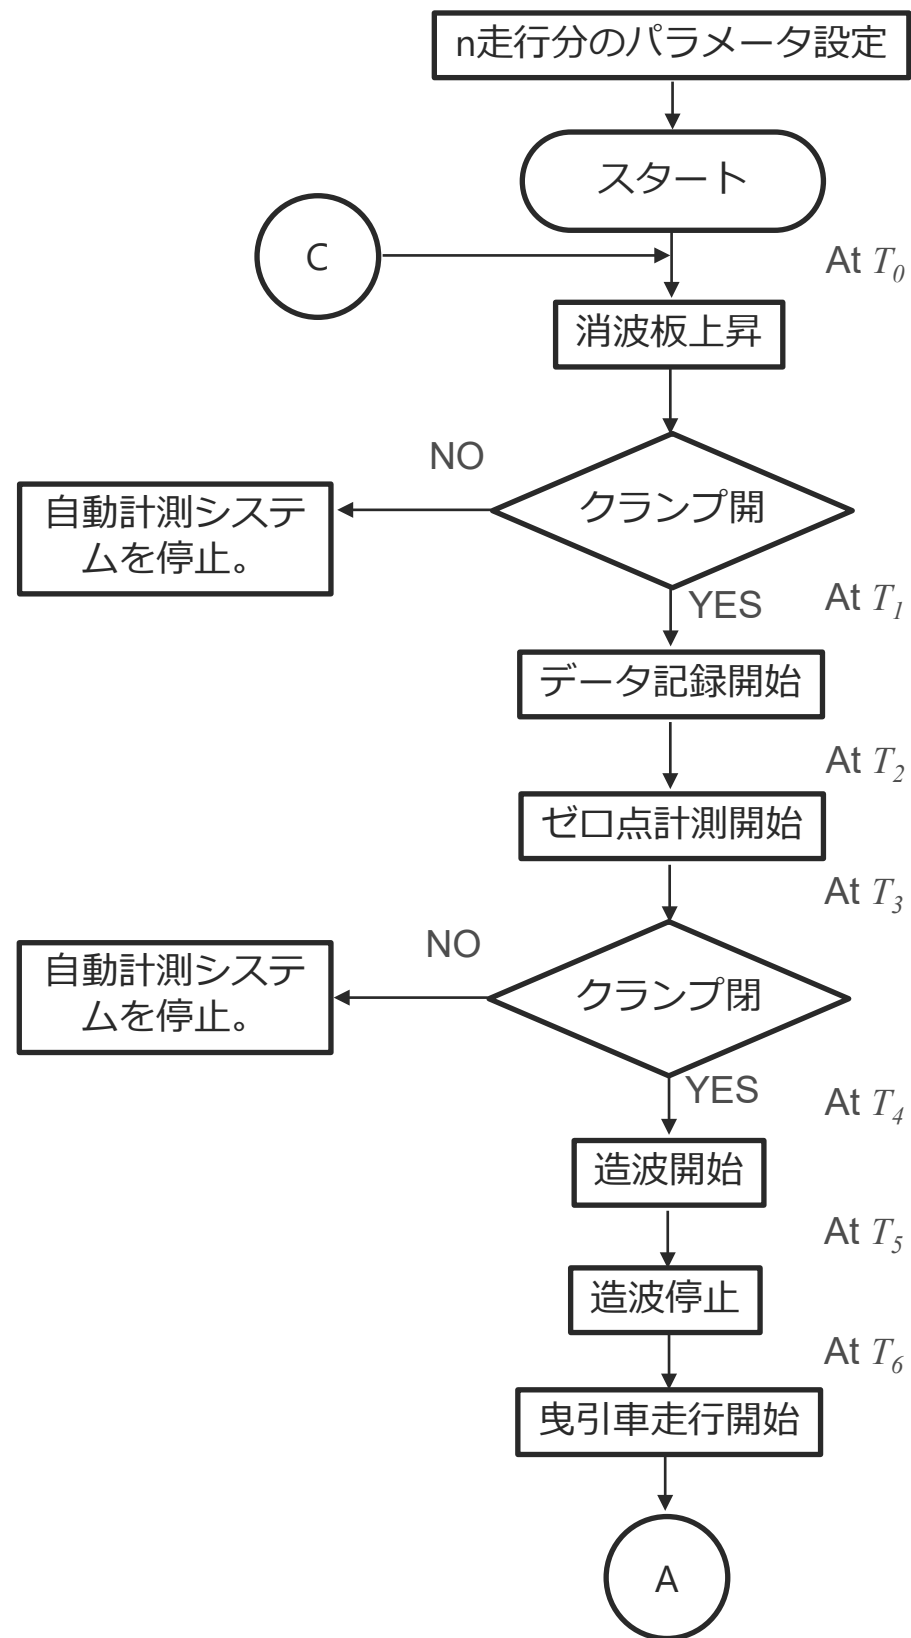 n走行分のパラメータ設定
スタート
C
At T0
消波板上昇
NO
クランプ開
自動計測システ
ムを停止。
YES
At T1
データ記録開始
At T2
ゼロ点計測開始
At T3
NO
クランプ閉
自動計測システ
ムを停止。
YES
At T4
造波開始
At T5
造波停止
At T6
曳引車走行開始
A